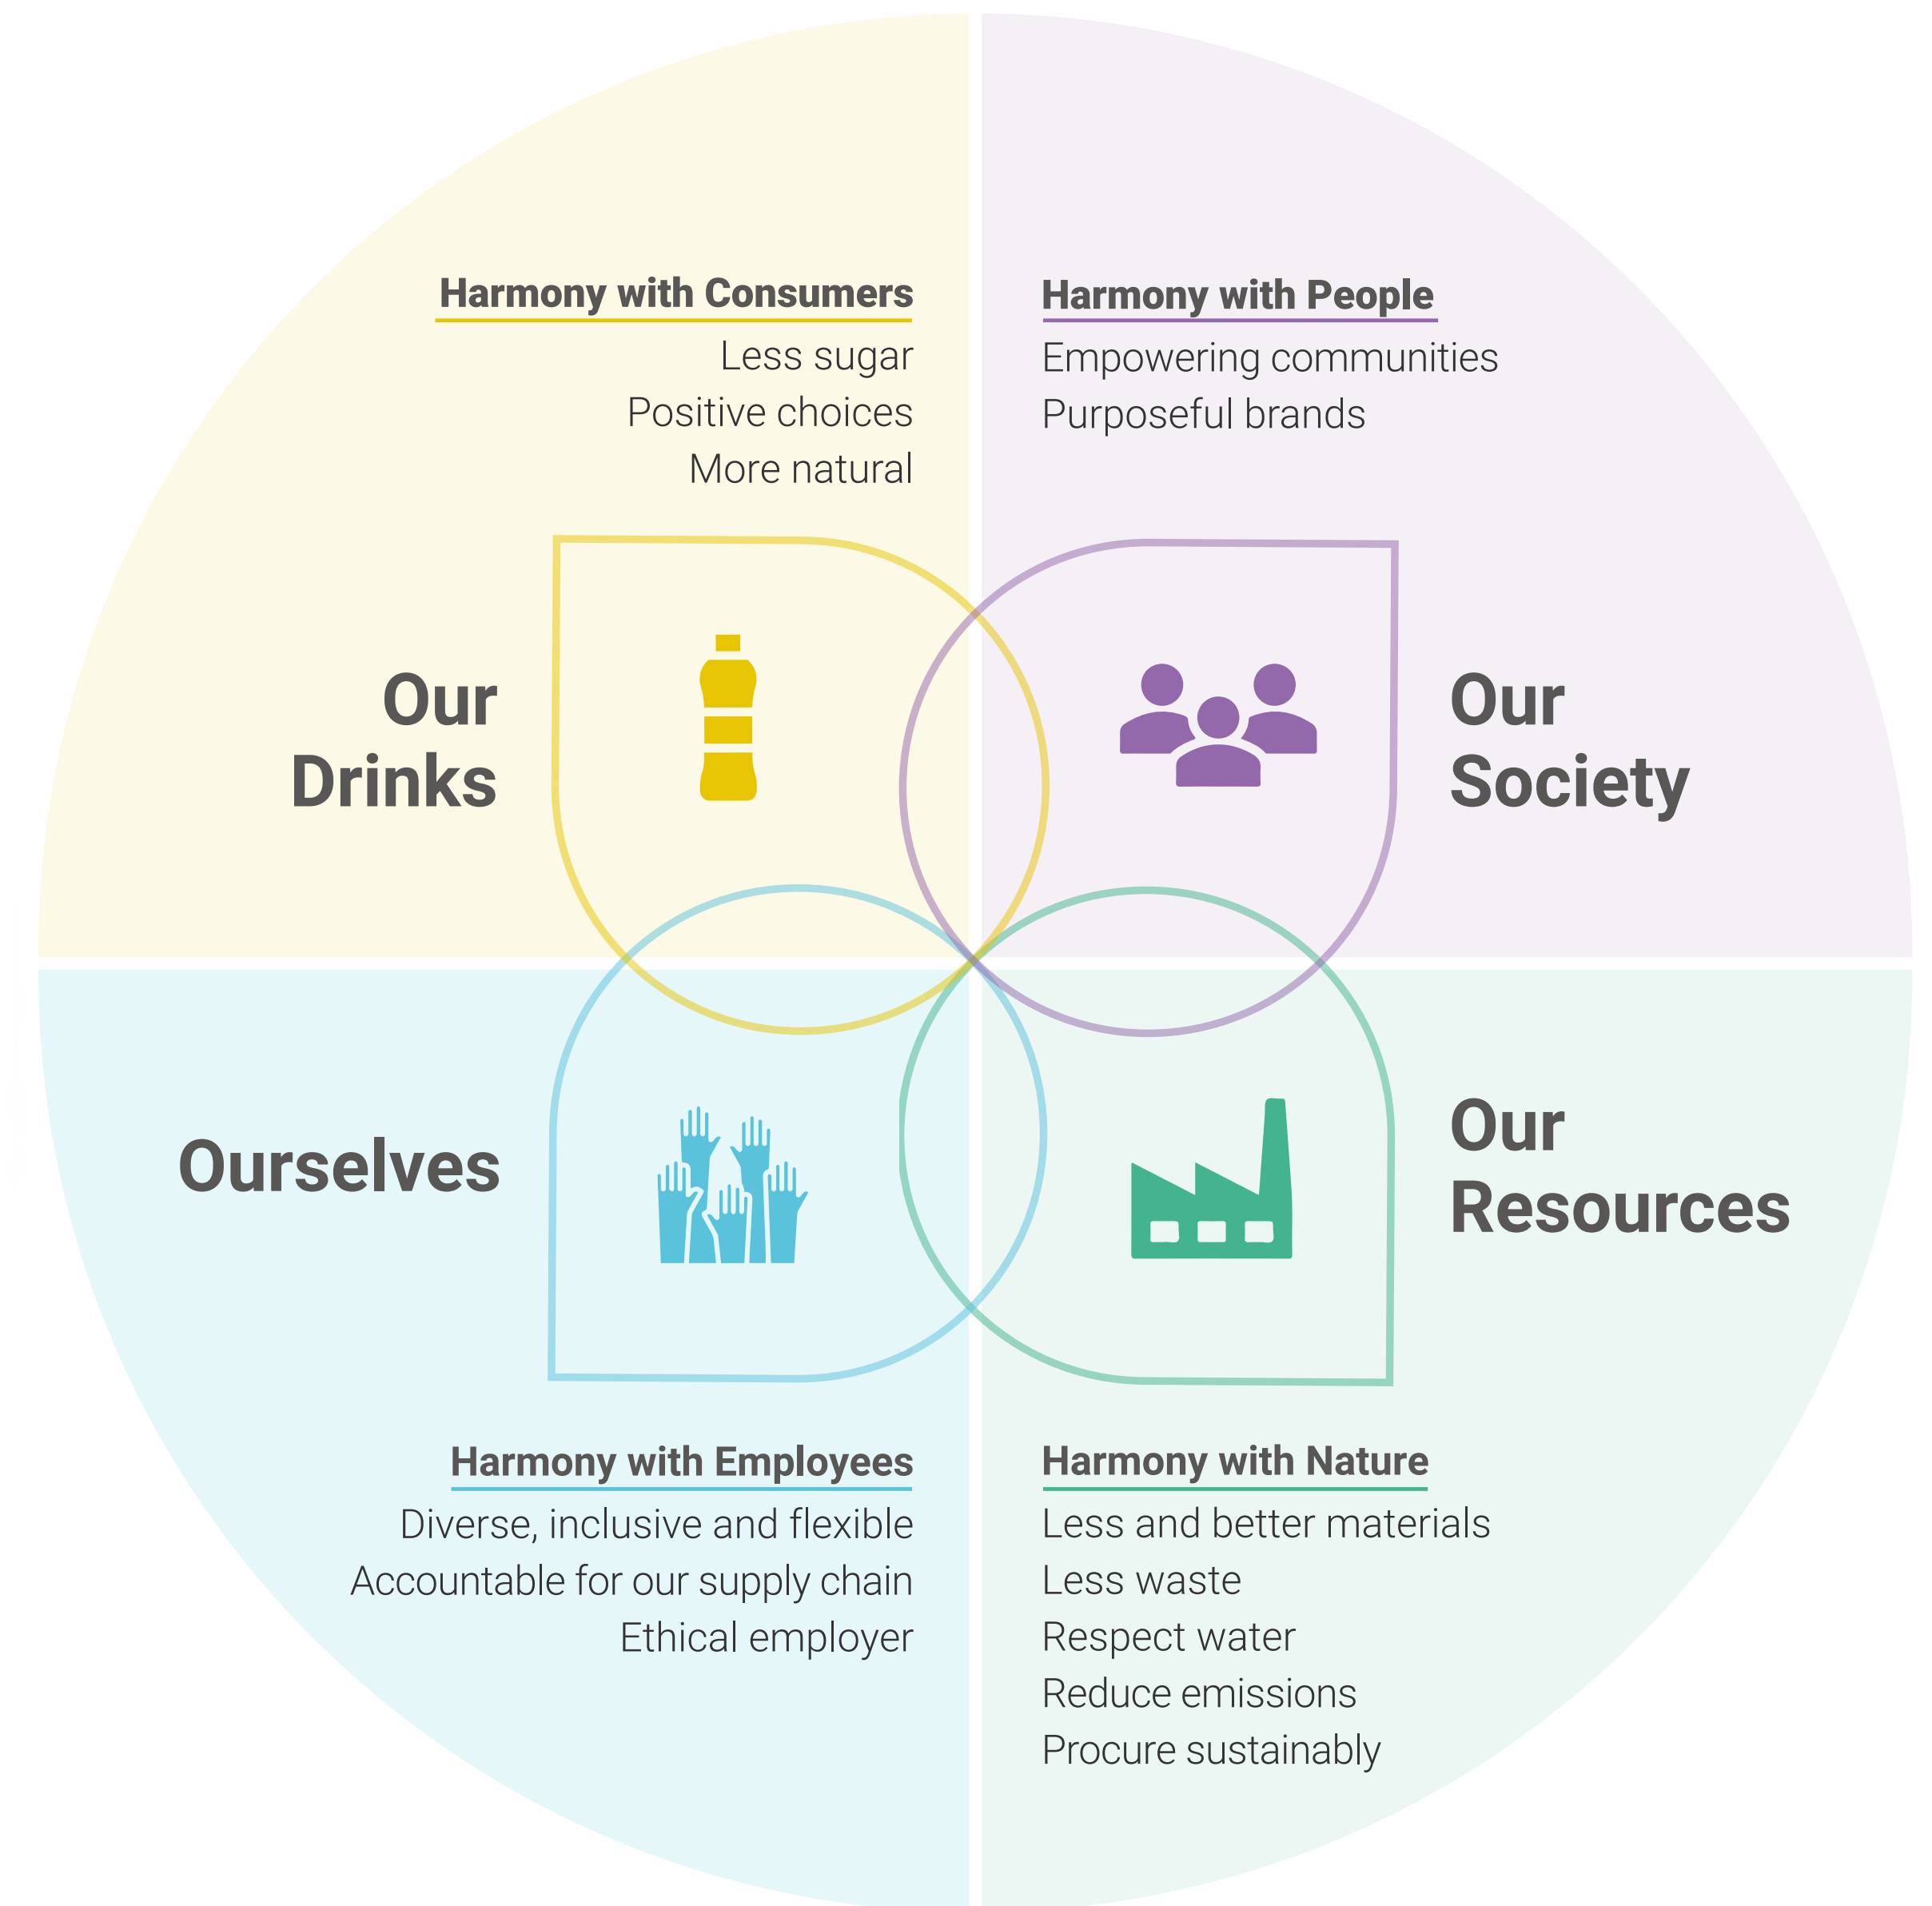 Harmony with Consumers
Less sugar
Positive choices
More natural
Our
Drinks
Harmony with People
Empowering communities
Purposeful brands
Our
Society
Ourselves
Harmony with Employees
Diverse, inclusive and flexible
Accountable for our supply chain
Ethical employer
Our
Resources
Harmony with Nature
Less and better materials
Less waste
Respect water
Reduce emissions
Procure sustainably